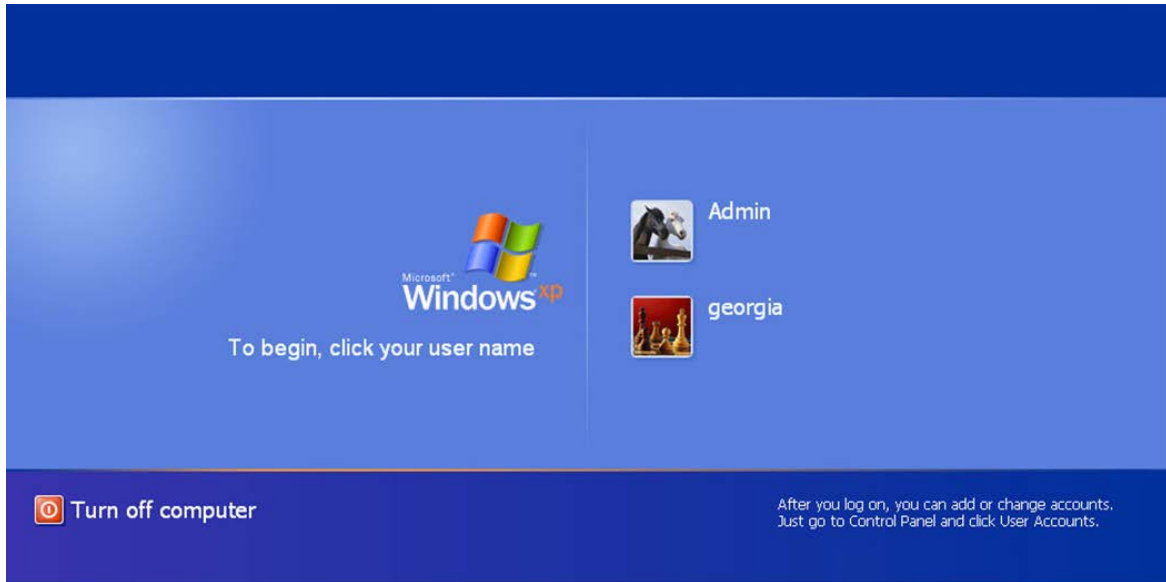 Microsoft®
Windows xp™
To begin, click your user name
Admin
georgia
Turn off computer
After you log on, you can add or change accounts.
Just go to Control Panel and click User Accounts.